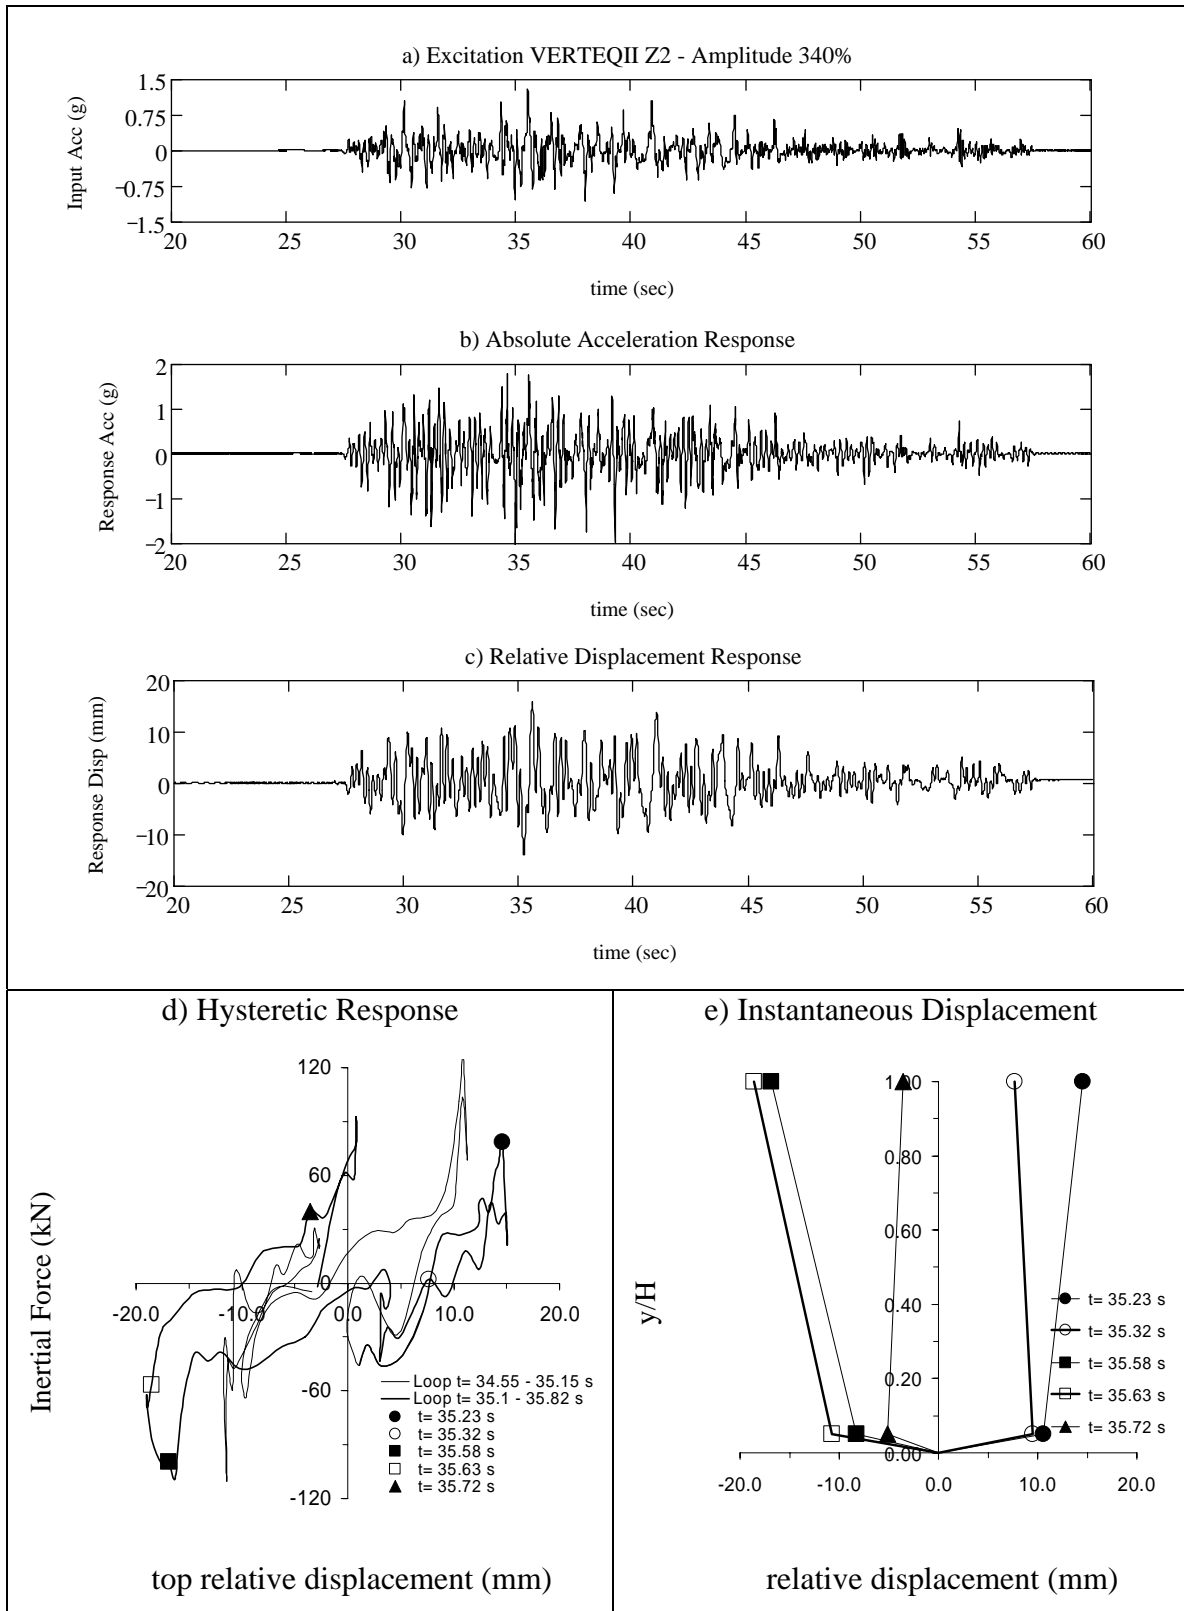 a) Excitation VERTEQII Z2 - Amplitude 340%
Input Acc (g)
1.5
0.75
0
−0.75
−1.5
20 25 30 35 40 45 50 55 60
time (sec)
b) Absolute Acceleration Response
Response Acc (g)
2
1
0
−1
−2
20 25 30 35 40 45 50 55 60
time (sec)
c) Relative Displacement Response
Response Disp (mm)
20
10
0
−10
−20
20 25 30 35 40 45 50 55 60
time (sec)
d) Hysteretic Response
Inertial Force (kN)
120
60
0
-60
-120
-20.0 -10.0 0.0 10.0 20.0
Loop t= 34.55 - 35.15 s
Loop t= 35.1 - 35.82 s
t= 35.23 s
t= 35.32 s
t= 35.58 s
t= 35.63 s
t= 35.72 s
top relative displacement (mm)
e) Instantaneous Displacement
y/H
1.00
0.80
0.60
0.40
0.20
0.00
-20.0 -10.0 0.0 10.0 20.0
t= 35.23 s
t= 35.32 s
t= 35.58 s
t= 35.63 s
t= 35.72 s
relative displacement (mm)